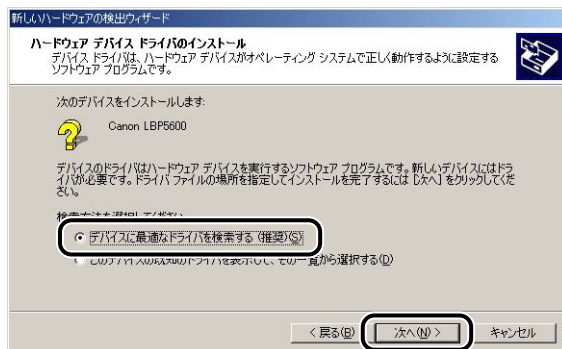 新しいハードウェアの検出ウィザード
ハードウェア デバイス ドライバのインストール
デバイス ドライバは、ハードウェア デバイスがオペレーティング システムで正しく動作するように設定する
ソフトウェア プログラムです。
次のデバイスをインストールします:
Canon LBP5600
デバイスのドライバはハードウェア デバイスを実行するソフトウェア プログラムです。新しいデバイスにはドラ
イバが必要です。ドライバ ファイルの場所を指定してインストールを完了するには [次へ] をクリックしてくだ
さい。
検索方法を選択してください。
デバイスに最適なドライバを検索する (推奨)(S)
このデバイスの既知のドライバを表示して、その一覧から選択する(D)
< 戻る(B)
次へ(N) >
キャンセル